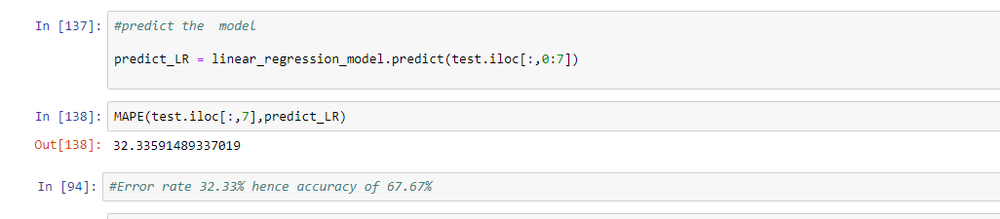 In [137]: #predict the  model
predict_LR = linear_regression_model.predict(test.iloc[:,0:7])
In [138]: MAPE(test.iloc[:,7],predict_LR)
Out[138]: 32.33591489337019
In [94]: #Error rate 32.33% hence accuracy of 67.67%